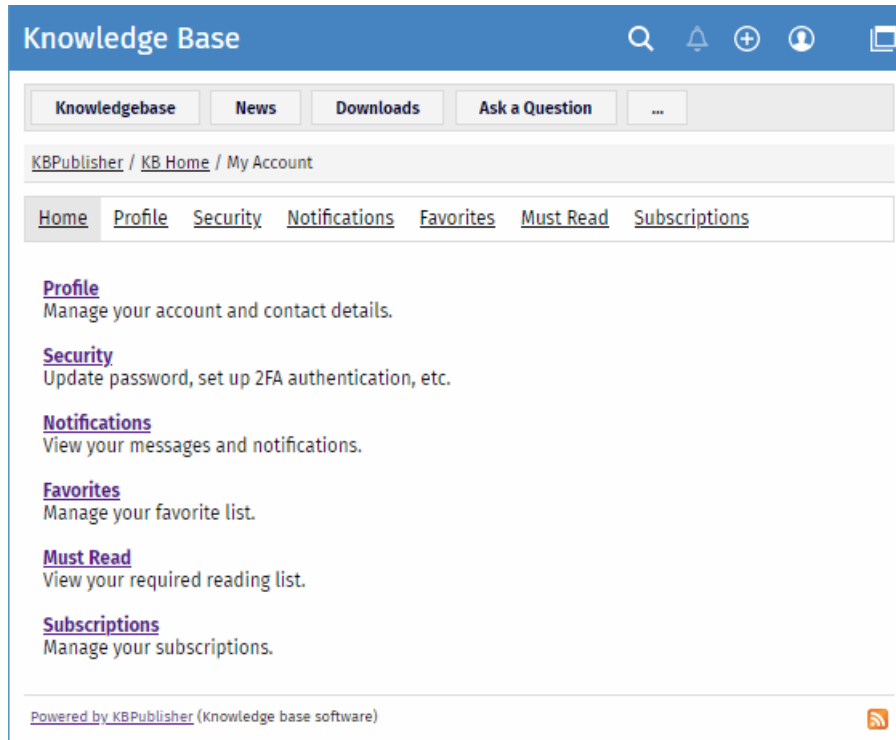 Knowledge Base
Knowledgebase News Downloads Ask a Question ...
KBPublisher / KB Home / My Account
Home Profile Security Notifications Favorites Must Read Subscriptions
Profile
Manage your account and contact details.
Security
Update password, set up 2FA authentication, etc.
Notifications
View your messages and notifications.
Favorites
Manage your favorite list.
Must Read
View your required reading list.
Subscriptions
Manage your subscriptions.
Powered by KBPublisher (Knowledge base software)